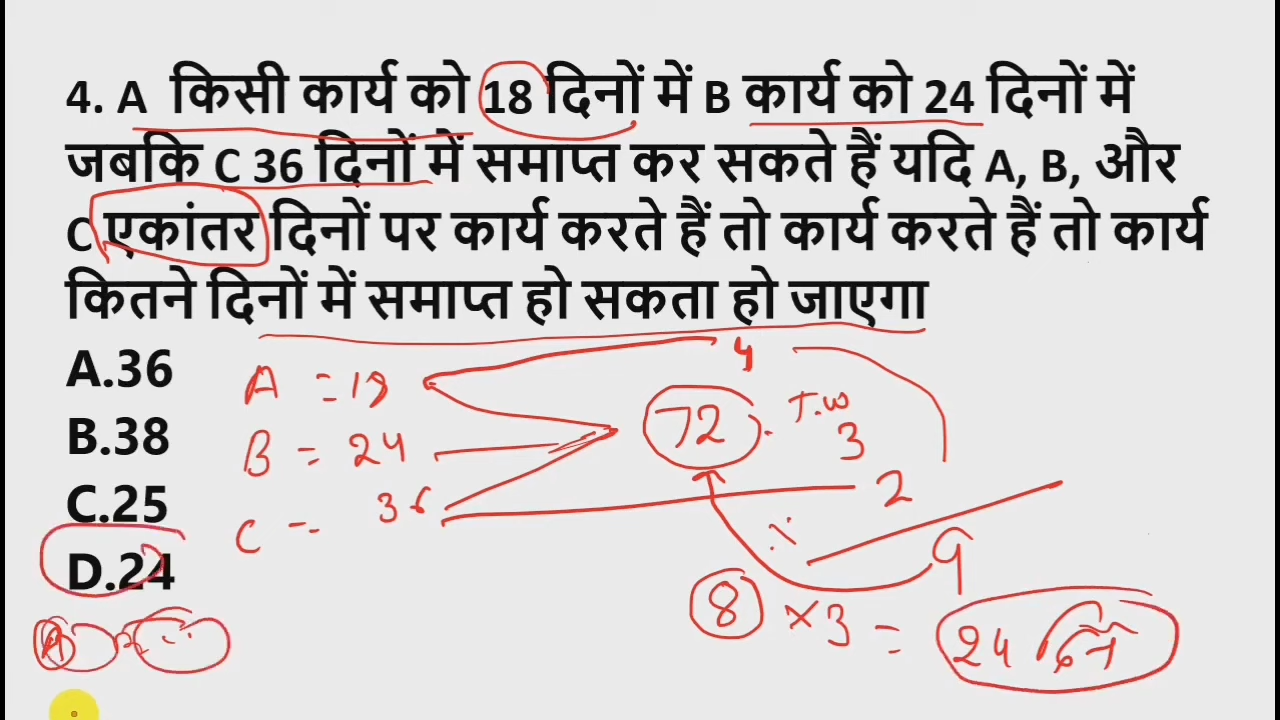 4. A किसी कार्य को 18 दिनों में B कार्य को 24 दिनों में
जबकि C 36 दिनों में समाप्त कर सकते हैं यदि A, B, और
C एकांतर दिनों पर कार्य करते हैं तो कार्य करते हैं तो कार्य
कितने दिनों में समाप्त हो सकता हो जाएगा
A.36
B.38
C.25
D.24
A = 18
B = 24
C = 36
4
72 T.W
3
2
9
8 × 3 = 24 दिन